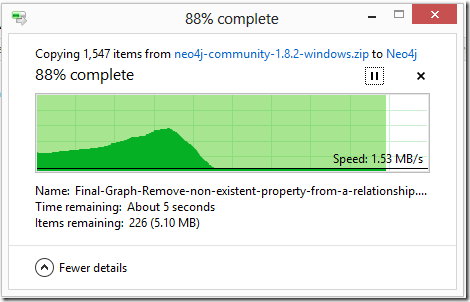 88% complete
Copying 1,547 items from neo4j-community-1.8.2-windows.zip to Neo4j
88% complete
Speed: 1.53 MB/s
Name: Final-Graph-Remove-non-existent-property-from-a-relationship....
Time remaining: About 5 seconds
Items remaining: 226 (5.10 MB)
Fewer details